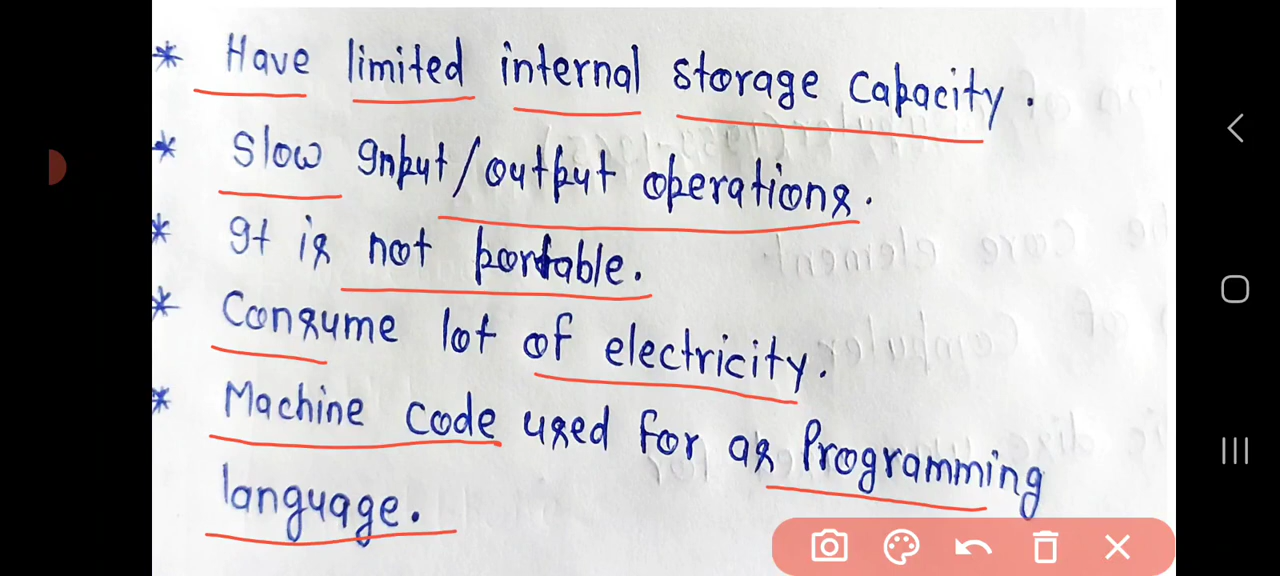 * Have limited internal storage capacity.
* Slow Input/output operations.
* It is not portable.
* Consume lot of electricity.
* Machine code used for as Programming
language.